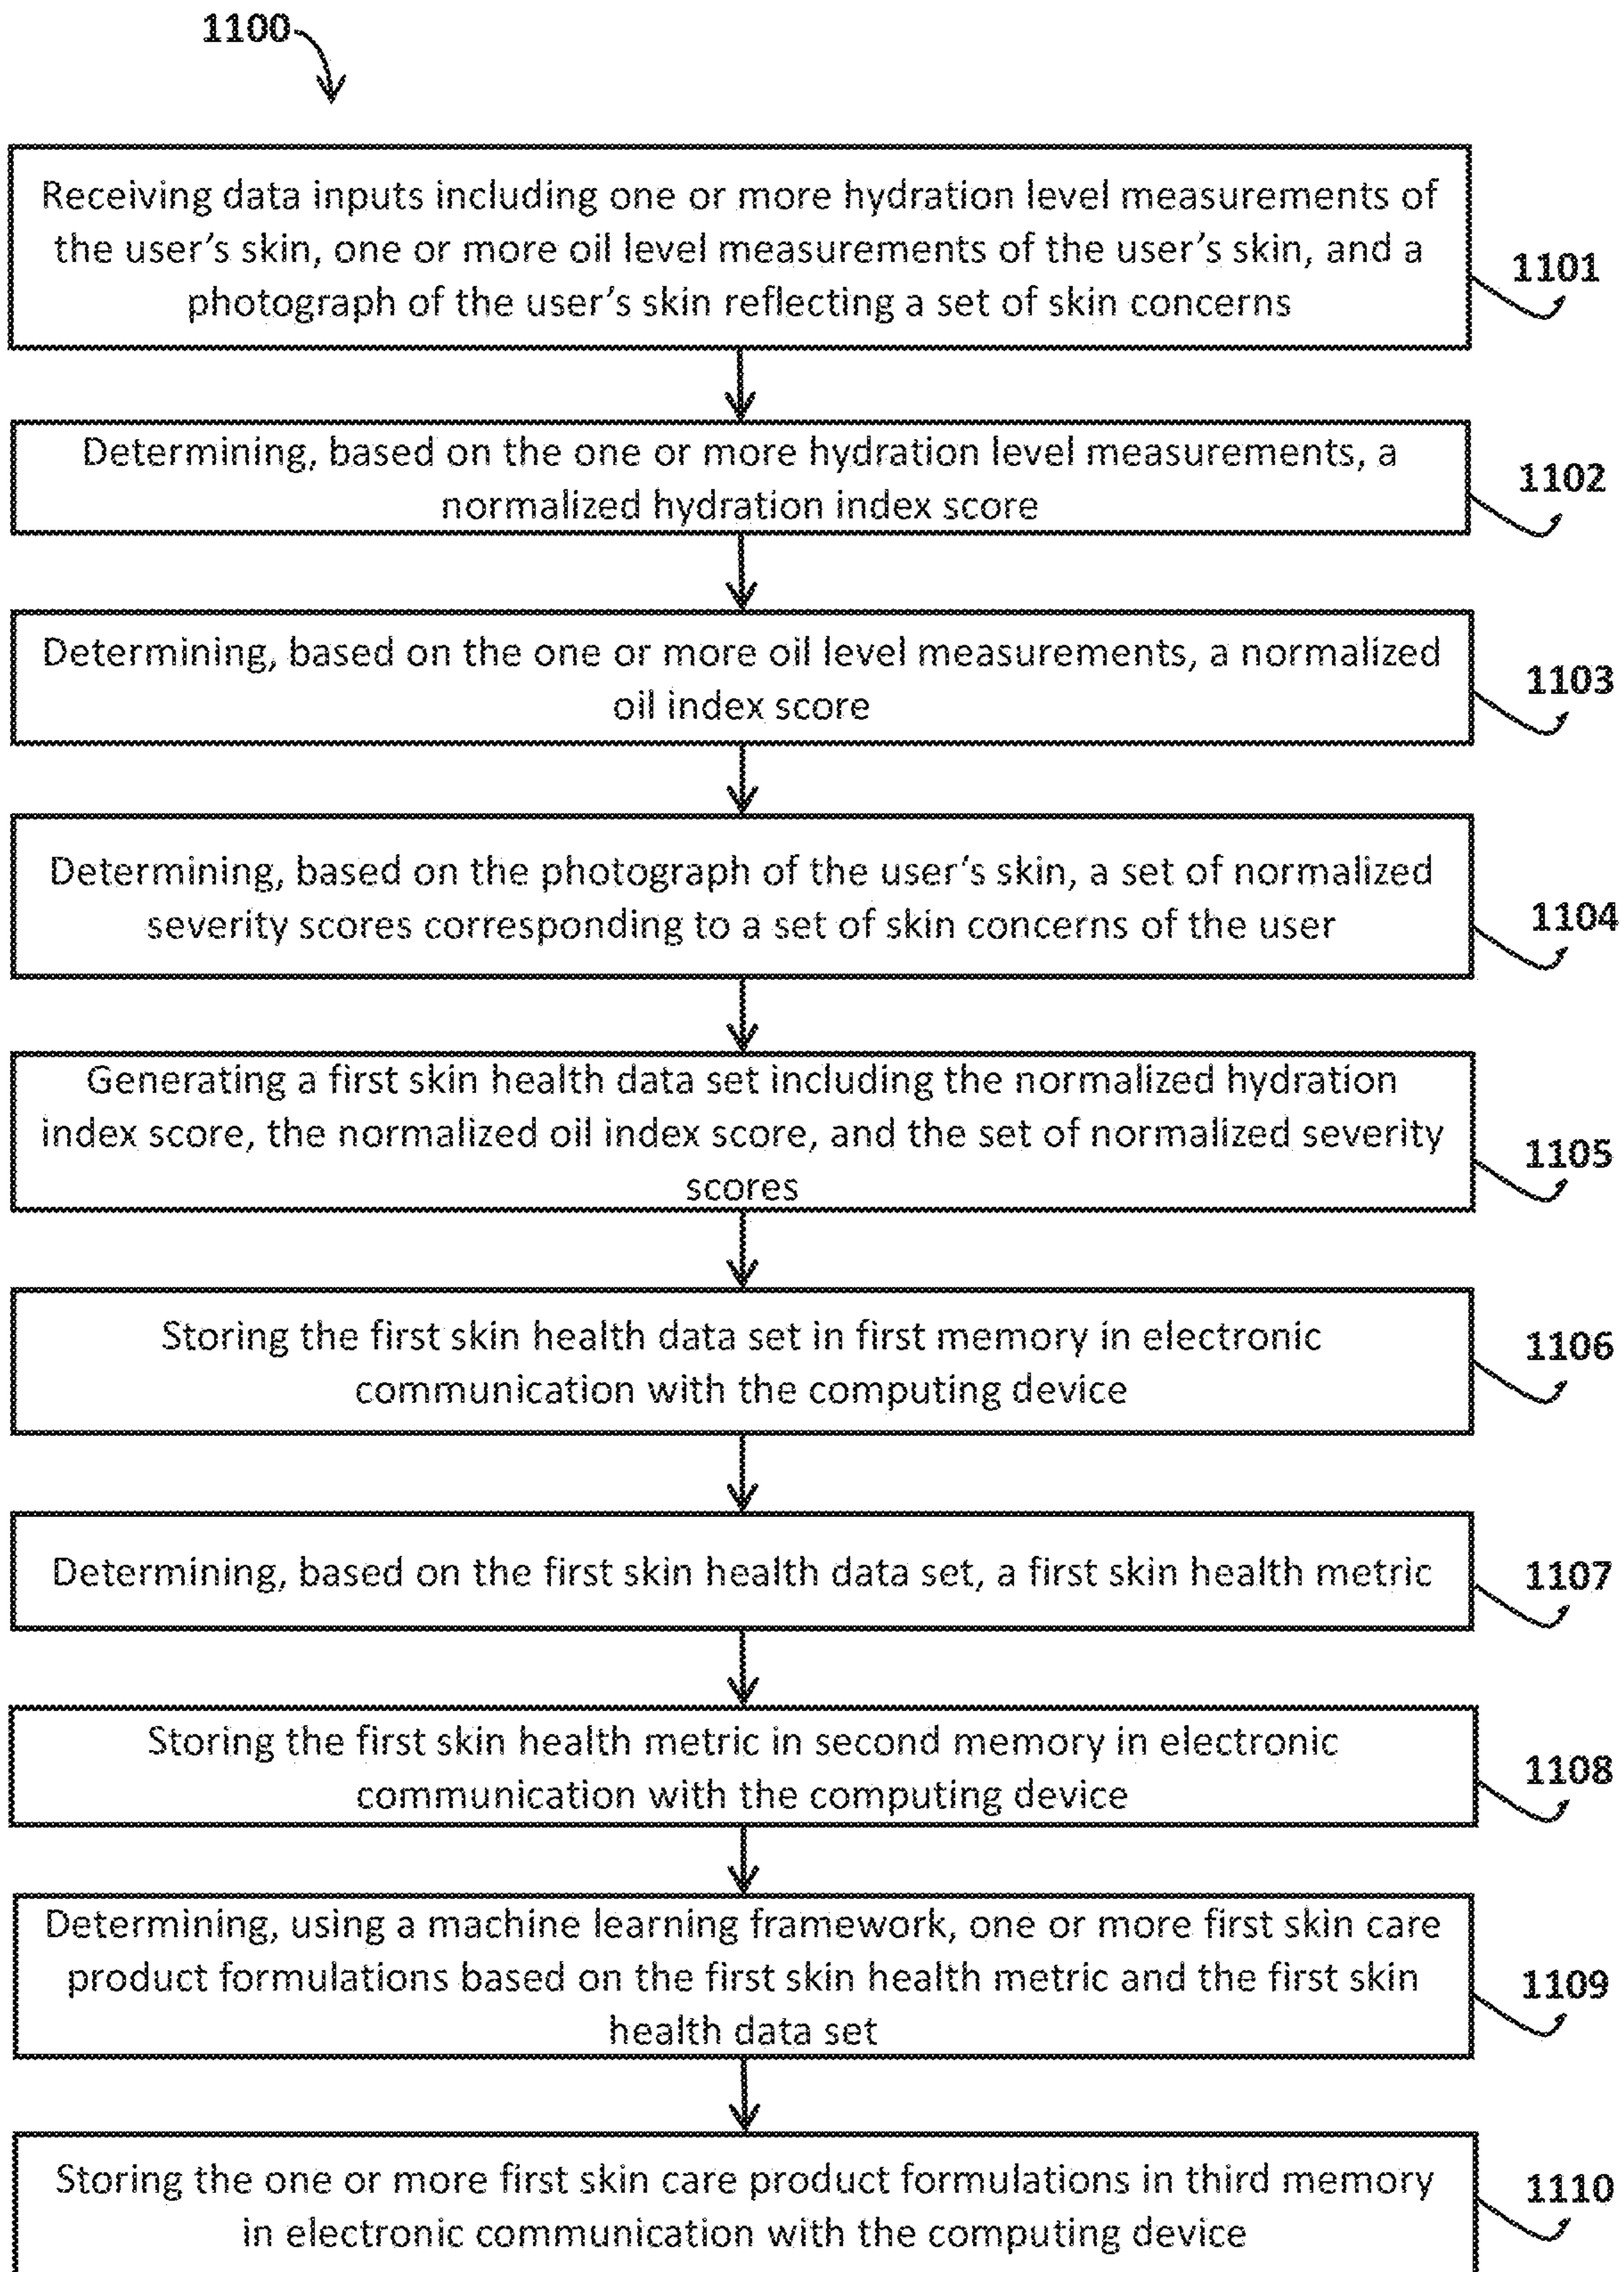 1100
Receiving data inputs including one or more hydration level measurements of
the user's skin, one or more oil level measurements of the user's skin, and a
photograph of the user's skin reflecting a set of skin concerns
1101
Determining, based on the one or more hydration level measurements, a
normalized hydration index score
1102
Determining, based on the one or more oil level measurements, a normalized
oil index score
1103
Determining, based on the photograph of the user's skin, a set of normalized
severity scores corresponding to a set of skin concerns of the user
1104
Generating a first skin health data set including the normalized hydration
index score, the normalized oil index score, and the set of normalized severity
scores
1105
Storing the first skin health data set in first memory in electronic
communication with the computing device
1106
Determining, based on the first skin health data set, a first skin health metric
1107
Storing the first skin health metric in second memory in electronic
communication with the computing device
1108
Determining, using a machine learning framework, one or more first skin care
product formulations based on the first skin health metric and the first skin
health data set
1109
Storing the one or more first skin care product formulations in third memory
in electronic communication with the computing device
1110